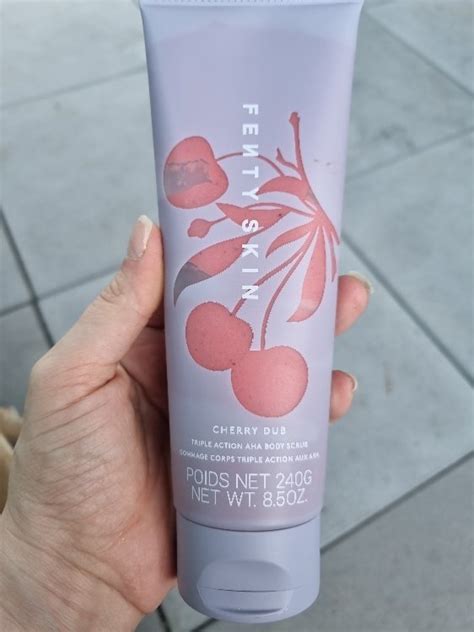 FENTY SKIN
CHERRY DUB
TRIPLE ACTION AHA BODY SCRUB
GOMMAGE CORPS TRIPLE ACTION AUX AHA
POIDS NET 240G
NET WT. 8.5OZ.